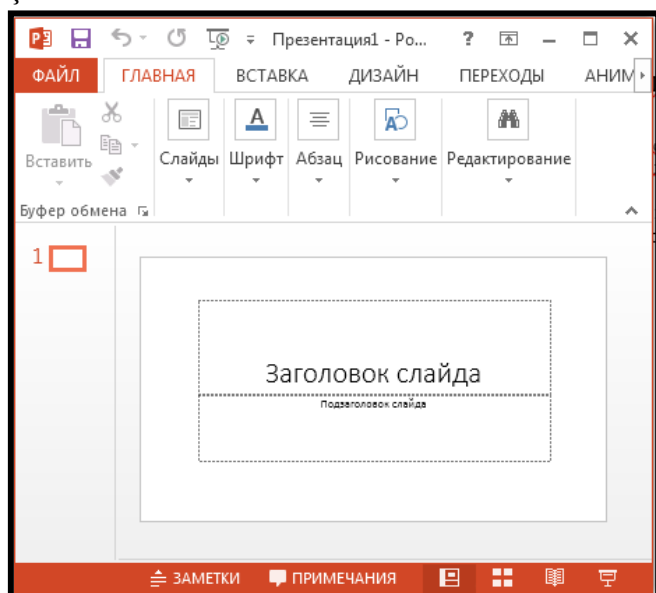 Презентация1 - Po... ?
ФАЙЛ ГЛАВНАЯ ВСТАВКА ДИЗАЙН ПЕРЕХОДЫ АНИМ
Вставить Слайды Шрифт Абзац Рисование Редактирование
Буфер обмена
1
Заголовок слайда
Подзаголовок слайда
ЗАМЕТКИ ПРИМЕЧАНИЯ